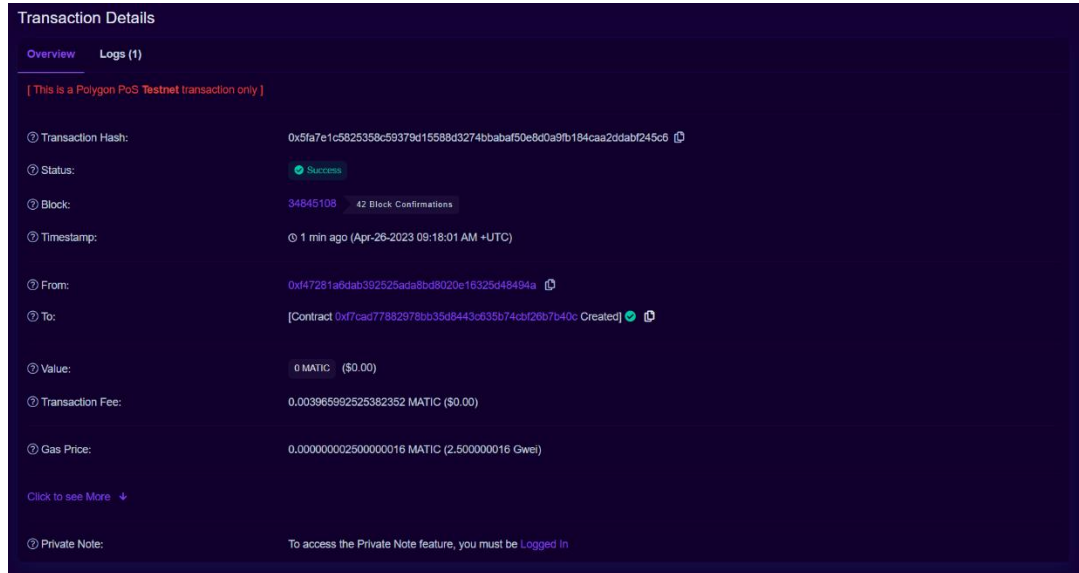 Transaction Details
Overview Logs (1)
[ This is a Polygon PoS Testnet transaction only ]
Transaction Hash: 0x5fa7e1c5825358c59379d15588d3274bbabaf50e8d0a9fb184caa2ddabf245c6
Status: Success
Block: 34845108 42 Block Confirmations
Timestamp: 1 min ago (Apr-26-2023 09:18:01 AM +UTC)
From: 0xf47281a6dab392525ada8bd8020e16325d48494a
To: [Contract 0xf7cad77882978bb35d8443c635b74cbf26b7b40c Created]
Value: 0 MATIC ($0.00)
Transaction Fee: 0.003965992525382352 MATIC ($0.00)
Gas Price: 0.000000002500000016 MATIC (2.500000016 Gwei)
Click to see More
Private Note: To access the Private Note feature, you must be Logged In